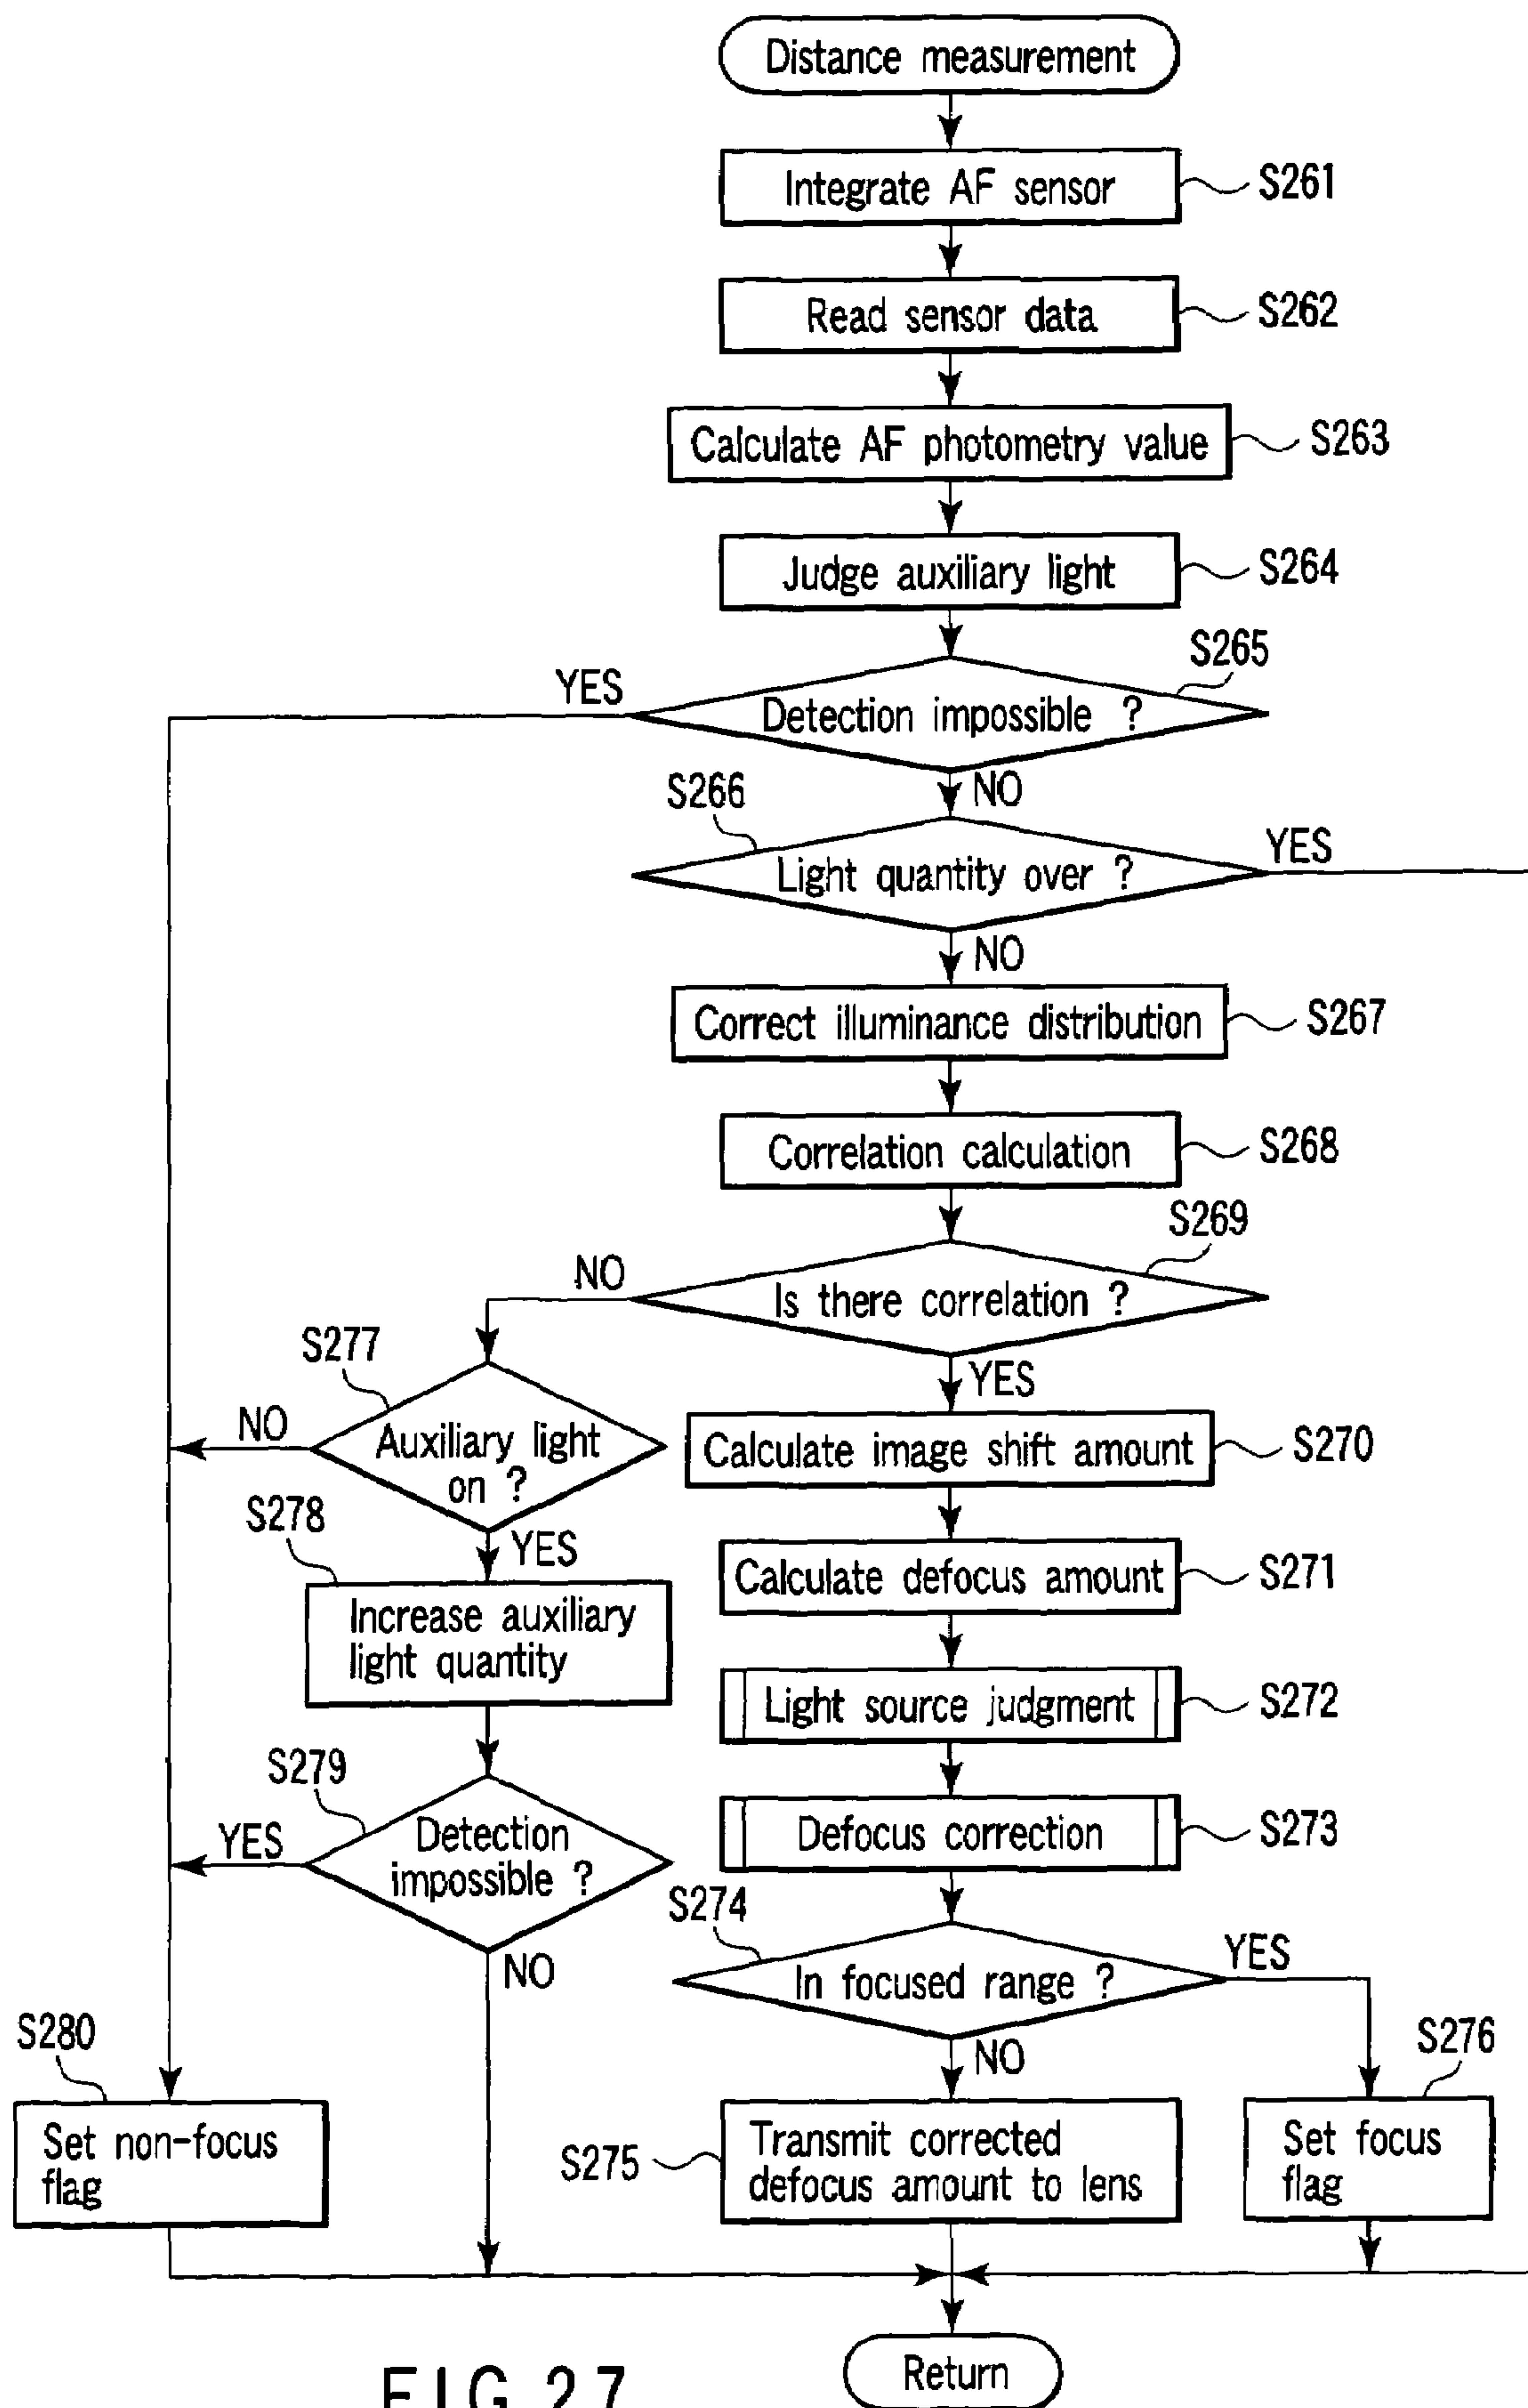 Distance measurement
Integrate AF sensor
S261
Read sensor data
S262
Calculate AF photometry value
S263
Judge auxiliary light
S264
S265
YES
Detection impossible ?
NO
S266
Light quantity over ?
YES
NO
Correct illuminance distribution
S267
Correlation calculation
S268
S269
NO
Is there correlation ?
YES
S277
NO
Auxiliary light
on ?
YES
Calculate image shift amount
S270
S278
Increase auxiliary
light quantity
Calculate defocus amount
S271
Light source judgment
S272
S279
YES
Detection
impossible ?
NO
Defocus correction
S273
S274
In focused range ?
YES
NO
S280
Set non-focus
flag
S275
Transmit corrected
defocus amount to lens
S276
Set focus
flag
Return
FIG. 27